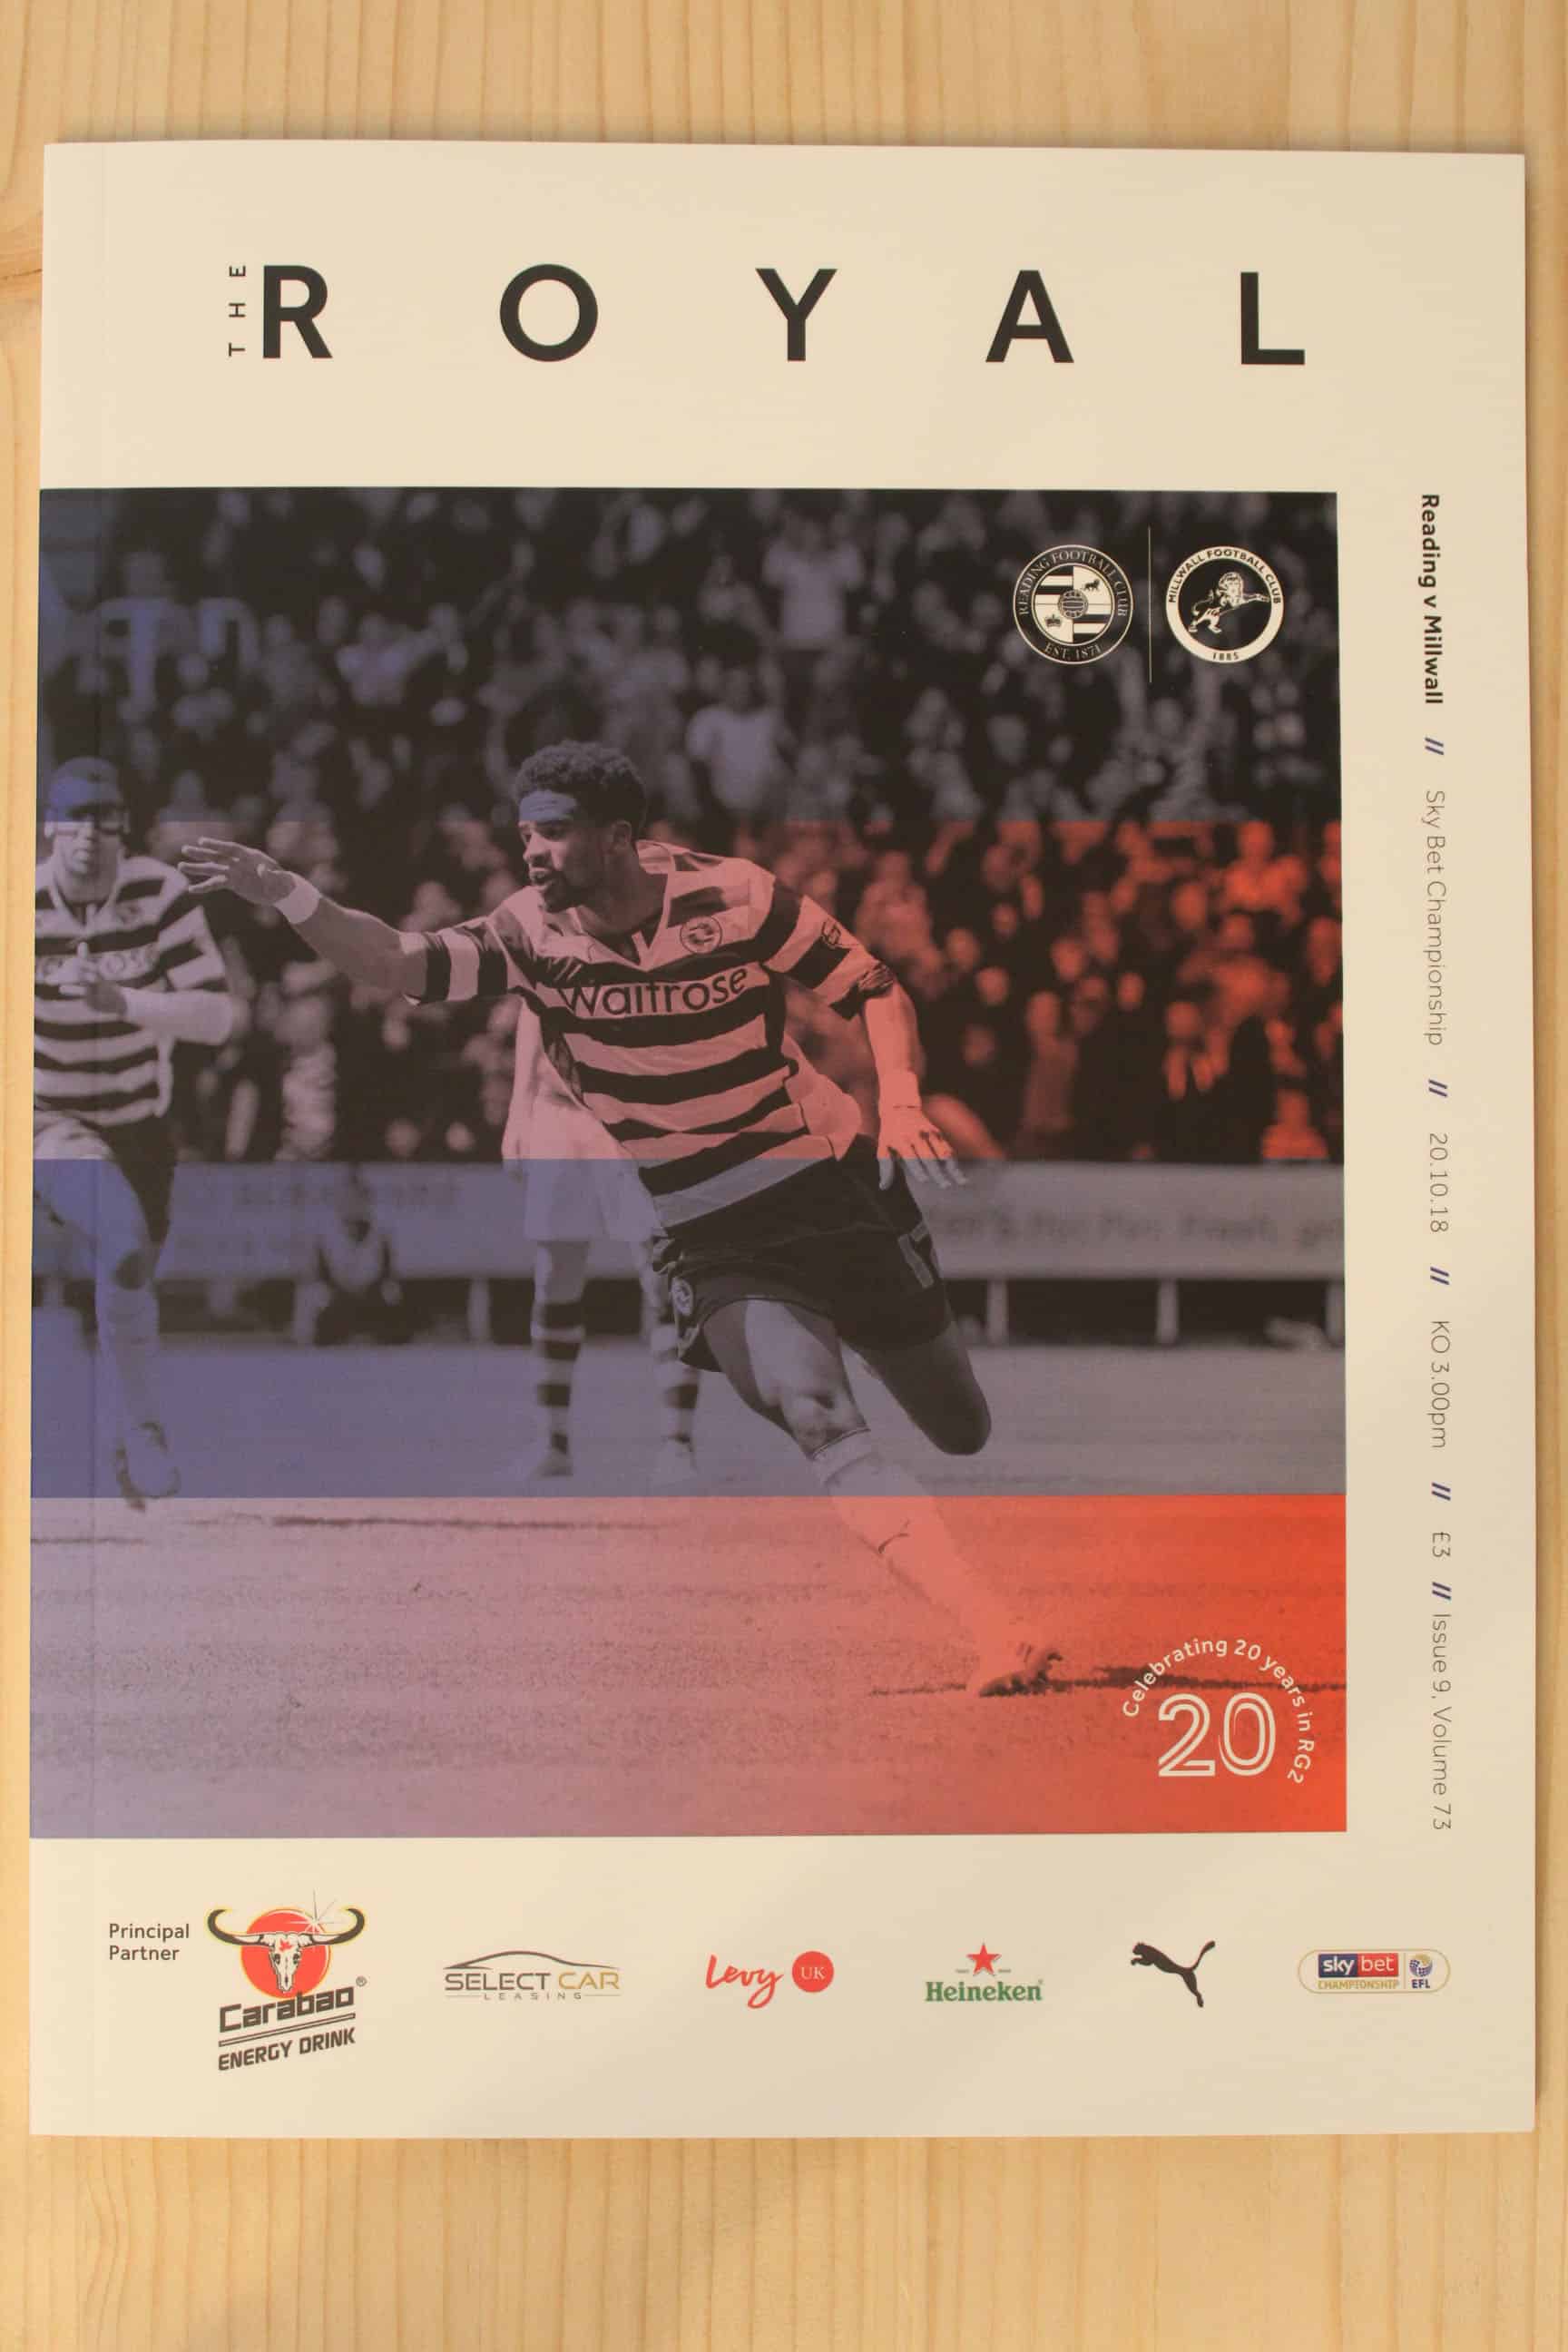 THE ROYAL
READING FOOTBALL CLUB
EST. 1871
MILLWALL FOOTBALL CLUB
1885
Reading v Millwall // Sky Bet Championship // 20.10.18 // KO 3.00pm // £3 // Issue 9, Volume 73
Waitrose
Celebrating 20 years in RG2
20
Principal
Partner
Carabao®
ENERGY DRINK
SELECT CAR
LEASING
Levy UK
Heineken
sky bet
CHAMPIONSHIP
EFL